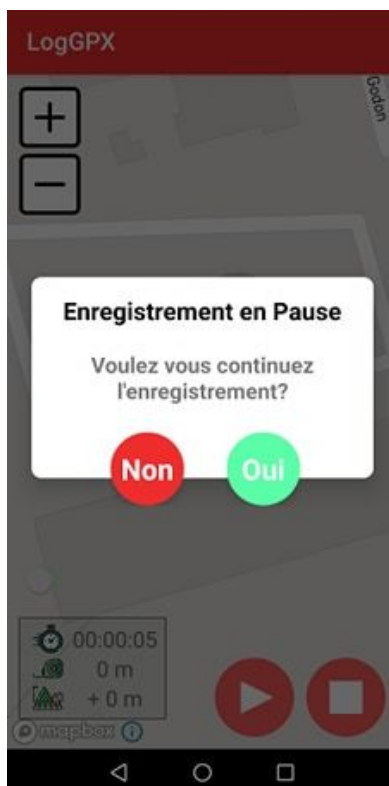 LogGPX
Godon
Enregistrement en Pause
Voulez vous continuez
l'enregistrement?
Non
Oui
00:00:05
0 m
+ 0 m
mapbox